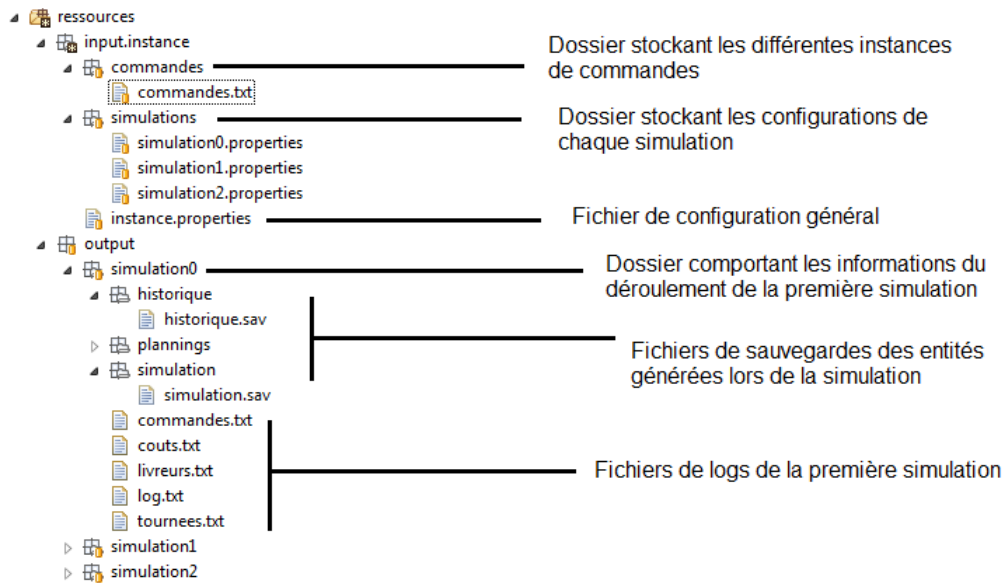 ressources
input.instance
commandes
Dossier stockant les différentes instances
de commandes
commandes.txt
simulations
Dossier stockant les configurations de
chaque simulation
simulation0.properties
simulation1.properties
simulation2.properties
instance.properties
Fichier de configuration général
output
simulation0
Dossier comportant les informations du
déroulement de la première simulation
historique
historique.sav
plannings
Fichiers de sauvegardes des entités
générées lors de la simulation
simulation
simulation.sav
commandes.txt
couts.txt
livreurs.txt
Fichiers de logs de la première simulation
log.txt
tournees.txt
simulation1
simulation2